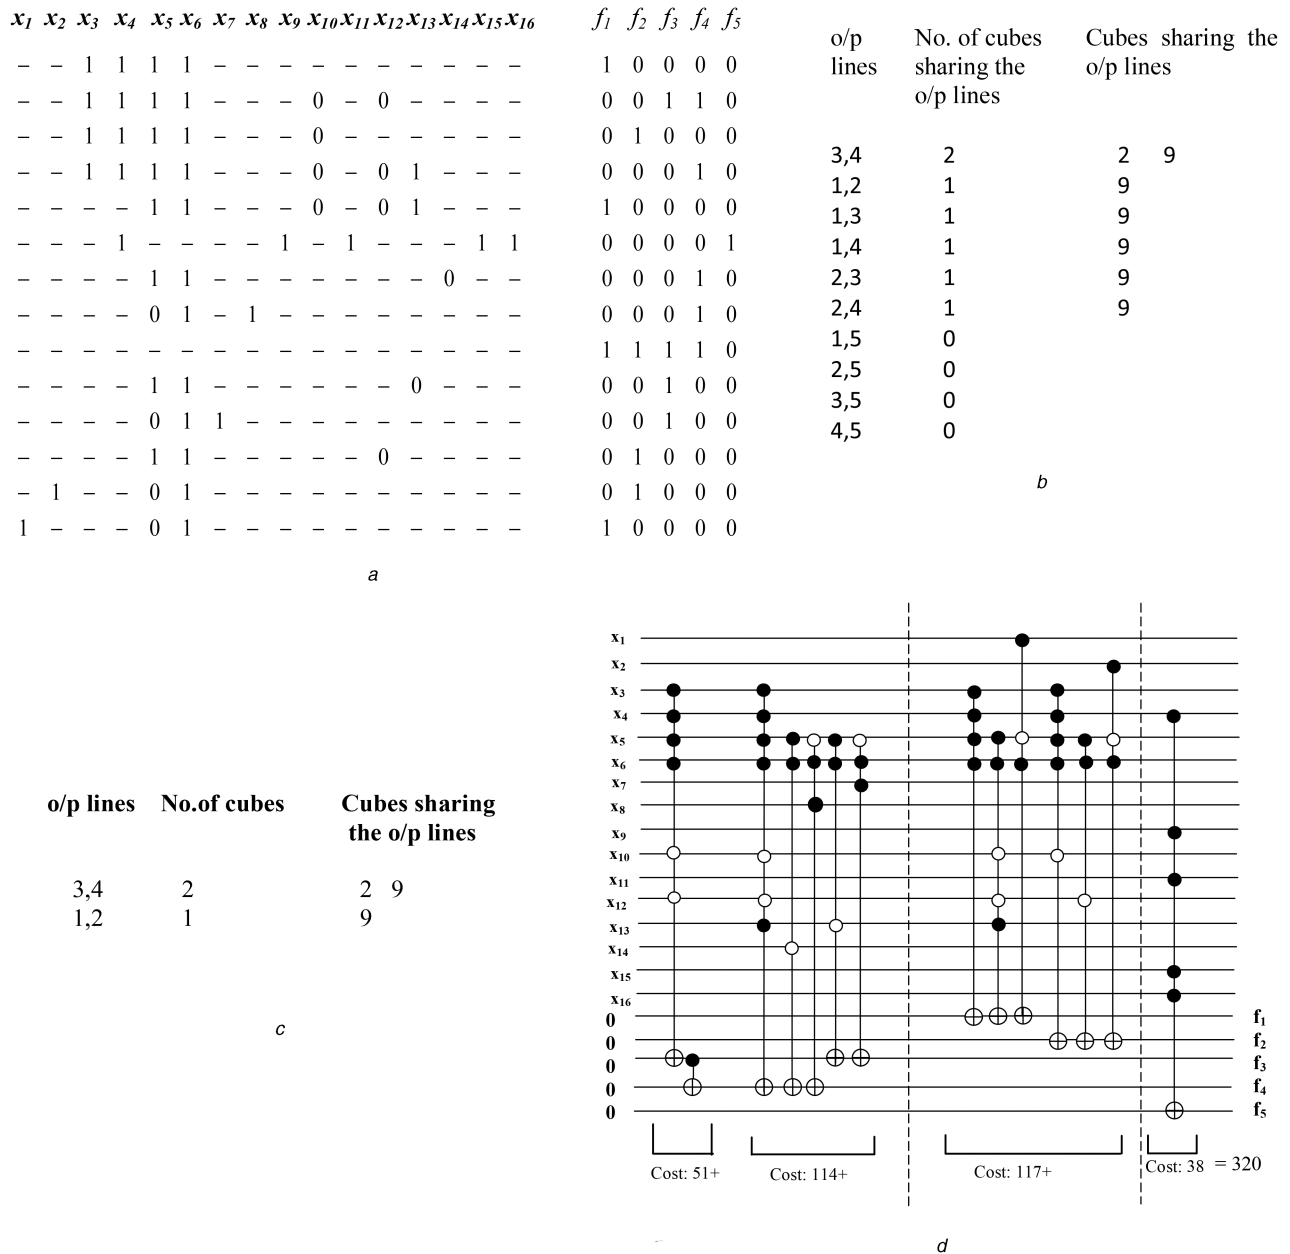 x1 x2 x3 x4 x5 x6 x7 x8 x9 x10 x11 x12 x13 x14 x15 x16 f1 f2 f3 f4 f5
– – 1 1 1 1 – – – – – – – – – – 1 0 0 0 0
– – 1 1 1 1 – – – 0 – 0 – – – – 0 0 1 1 0
– – 1 1 1 1 – – – 0 – – – – – – 0 1 0 0 0
– – 1 1 1 1 – – – 0 – 0 1 – – – 0 0 0 1 0
– – – – 1 1 – – – 0 – 0 1 – – – 1 0 0 0 0
– – – 1 – – – – 1 – 1 – – – 1 1 0 0 0 0 1
– – – – 1 1 – – – – – – – 0 – – 0 0 0 1 0
– – – – 0 1 – 1 – – – – – – – – 0 0 0 1 0
– – – – – – – – – – – – – – – – 1 1 1 1 0
– – – – 1 1 – – – – – – 0 – – – 0 0 1 0 0
– – – – 0 1 1 – – – – – – – – – 0 0 1 0 0
– – – – 1 1 – – – – – 0 – – – – 0 1 0 0 0
– 1 – – 0 1 – – – – – – – – – – 0 1 0 0 0
1 – – – 0 1 – – – – – – – – – – 1 0 0 0 0
a
o/p lines
No. of cubes sharing the o/p lines
Cubes sharing the o/p lines
3,4 2 2 9
1,2 1 9
1,3 1 9
1,4 1 9
2,3 1 9
2,4 1 9
1,5 0
2,5 0
3,5 0
4,5 0
b
o/p lines No.of cubes Cubes sharing
the o/p lines
3,4 2 2 9
1,2 1 9
c
x1
x2
x3
x4
x5
x6
x7
x8
x9
x10
x11
x12
x13
x14
x15
x16
0 f1
0 f2
0 f3
0 f4
0 f5
Cost: 51+ Cost: 114+ Cost: 117+ Cost: 38 = 320
d